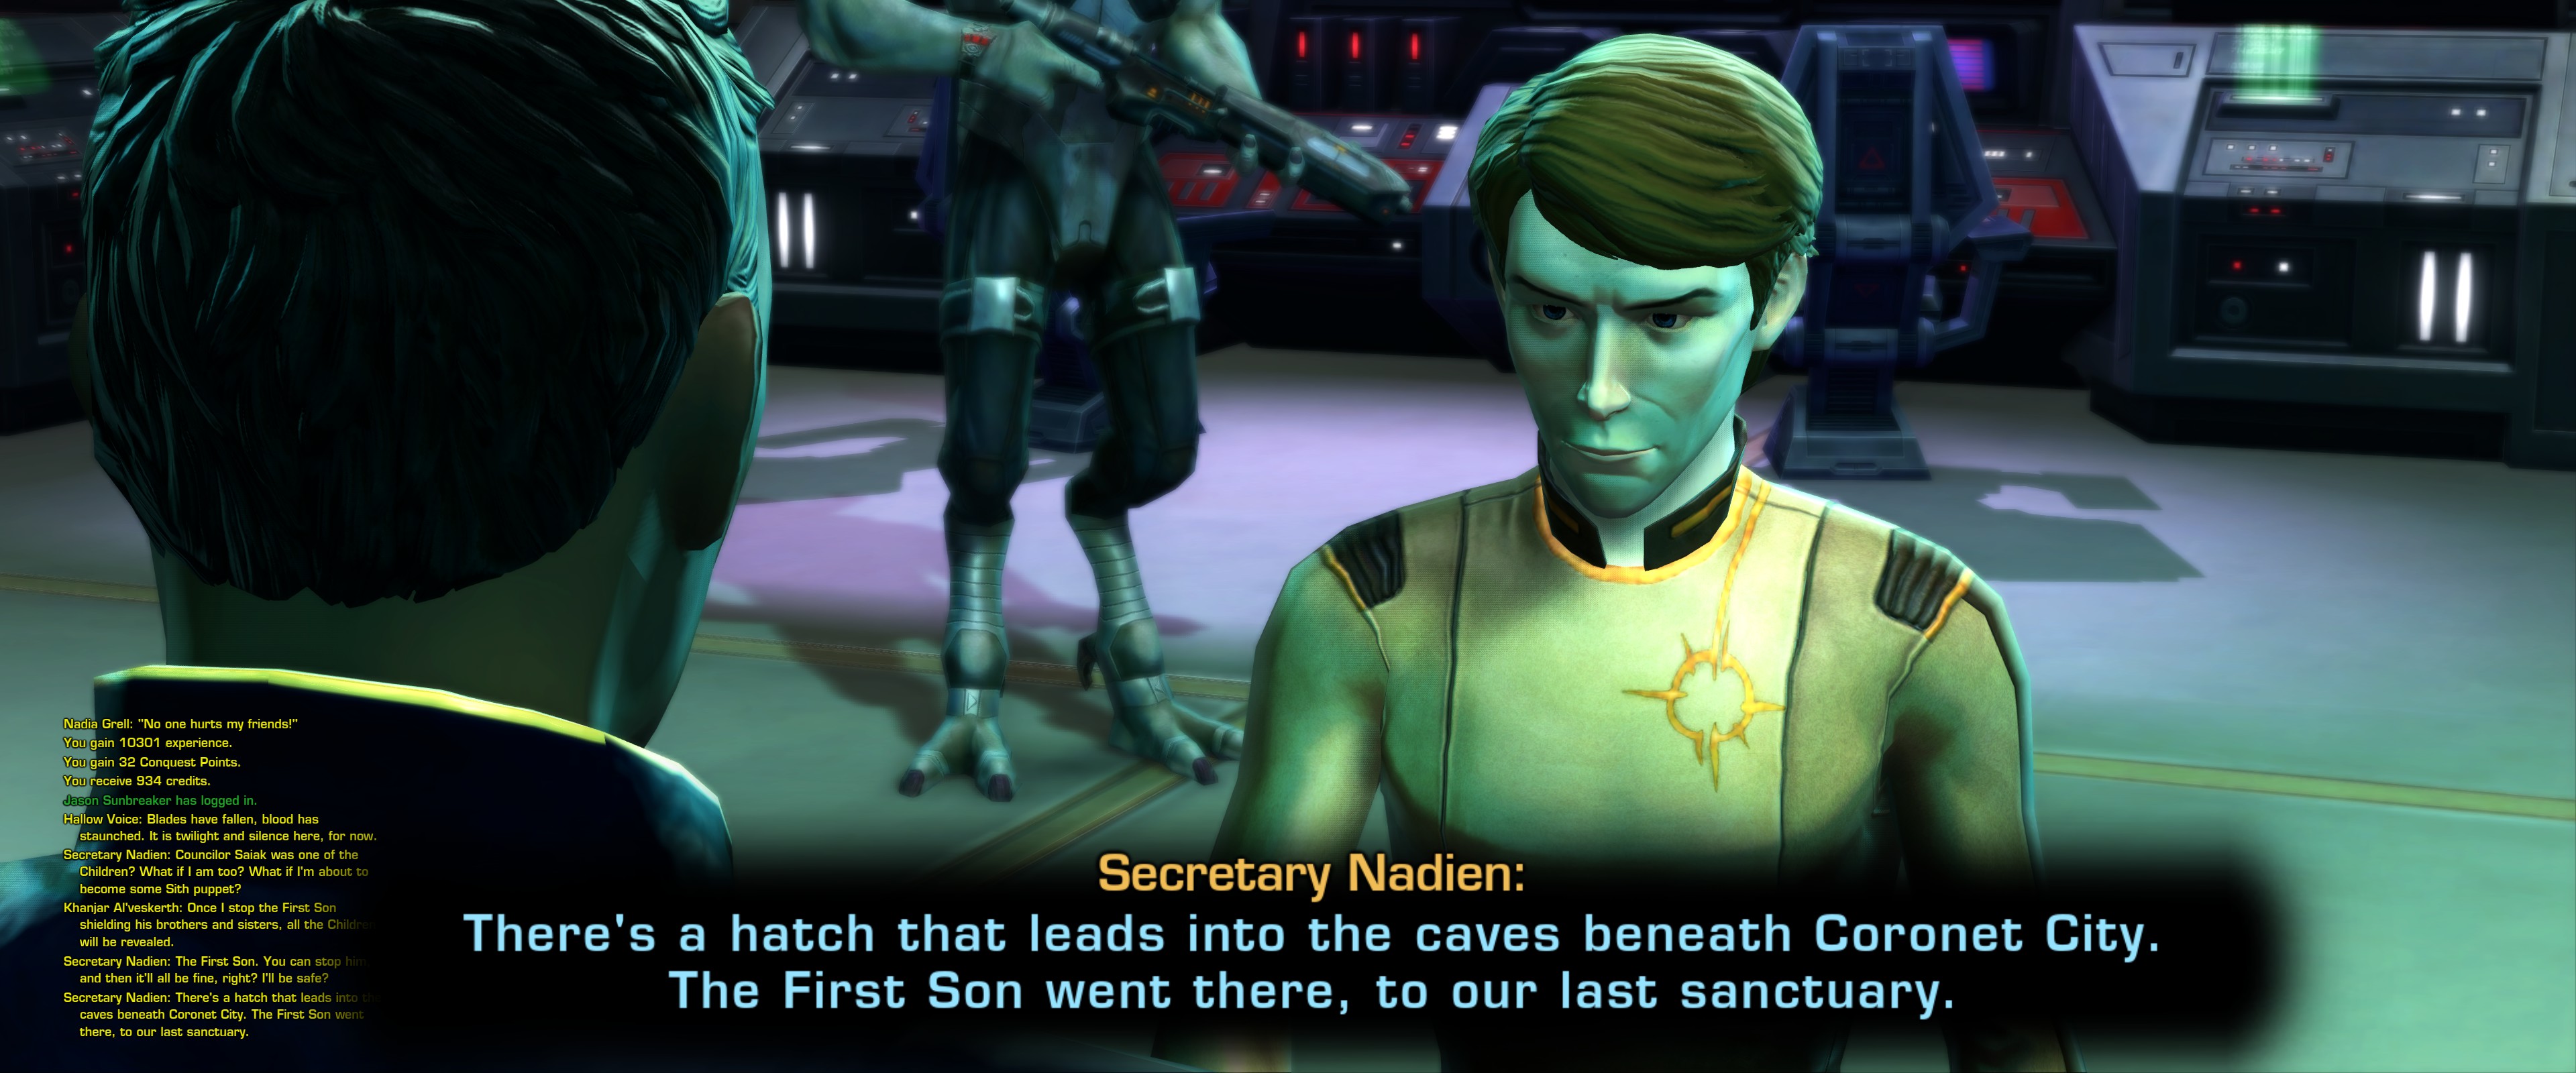 Nadia Grell: "No one hurts my friends!"
You gain 10301 experience.
You gain 32 Conquest Points.
You receive 934 credits.
Jason Sunbreaker has logged in.
Hallow Voice: Blades have fallen, blood has
staunched. It is twilight and silence here, for now.
Secretary Nadien: Councilor Saiak was one of the
Children? What if I am too? What if I'm about to
become some Sith puppet?
Khanjar Al'veskerth: Once I stop the First Son
shielding his brothers and sisters, all the Children
will be revealed.
Secretary Nadien: The First Son. You can stop him,
and then it'll all be fine, right? I'll be safe?
Secretary Nadien: There's a hatch that leads into the
caves beneath Coronet City. The First Son went
there, to our last sanctuary.
Secretary Nadien:
There's a hatch that leads into the caves beneath Coronet City.
The First Son went there, to our last sanctuary.